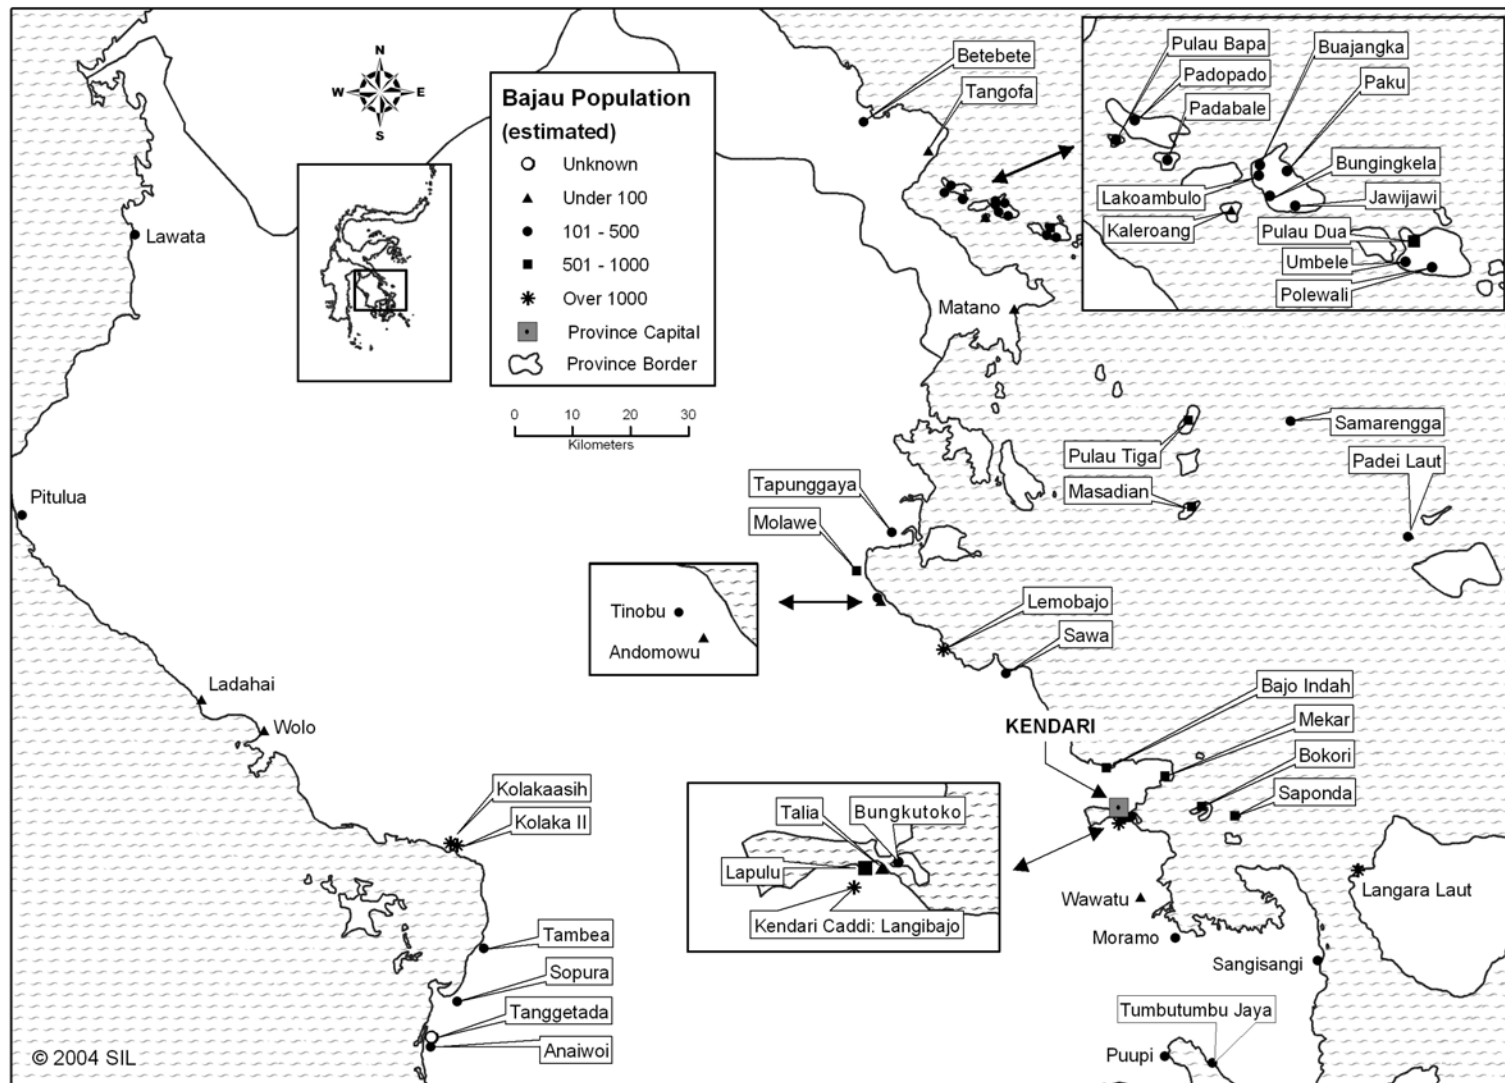 N
W E
S
Bajau Population
(estimated)
Unknown
Under 100
101 - 500
501 - 1000
Over 1000
Province Capital
Province Border
0 10 20 30
Kilometers
Betebete
Tangofa
Pulau Bapa
Padopado
Padabale
Buajangka
Paku
Bungingkela
Lakoambulo
Jawijawi
Kaleroang
Pulau Dua
Umbele
Polewali
Lawata
Matano
Pulau Tiga
Samarengga
Padei Laut
Masadian
Pitulua
Tapunggaya
Molawe
Tinobu
Andomowu
Lemobajo
Sawa
Ladahai
Wolo
Bajo Indah
Mekar
KENDARI
Bokori
Saponda
Kolakaasih
Kolaka II
Talia
Bungkutoko
Lapulu
Kendari Caddi: Langibajo
Langara Laut
Wawatu
Moramo
Sangisangi
Tambea
Sopura
Tanggetada
Anaiwoi
Tumbutumbu Jaya
Puupi
© 2004 SIL